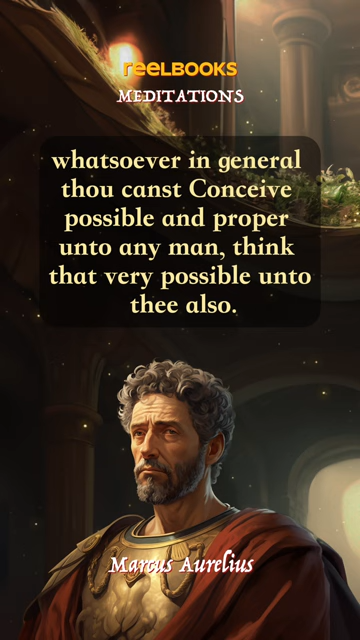 reelbooks
MEDITATIONS
whatsoever in general
thou canst Conceive
possible and proper
unto any man, think
that very possible unto
thee also.
Marcus Aurelius